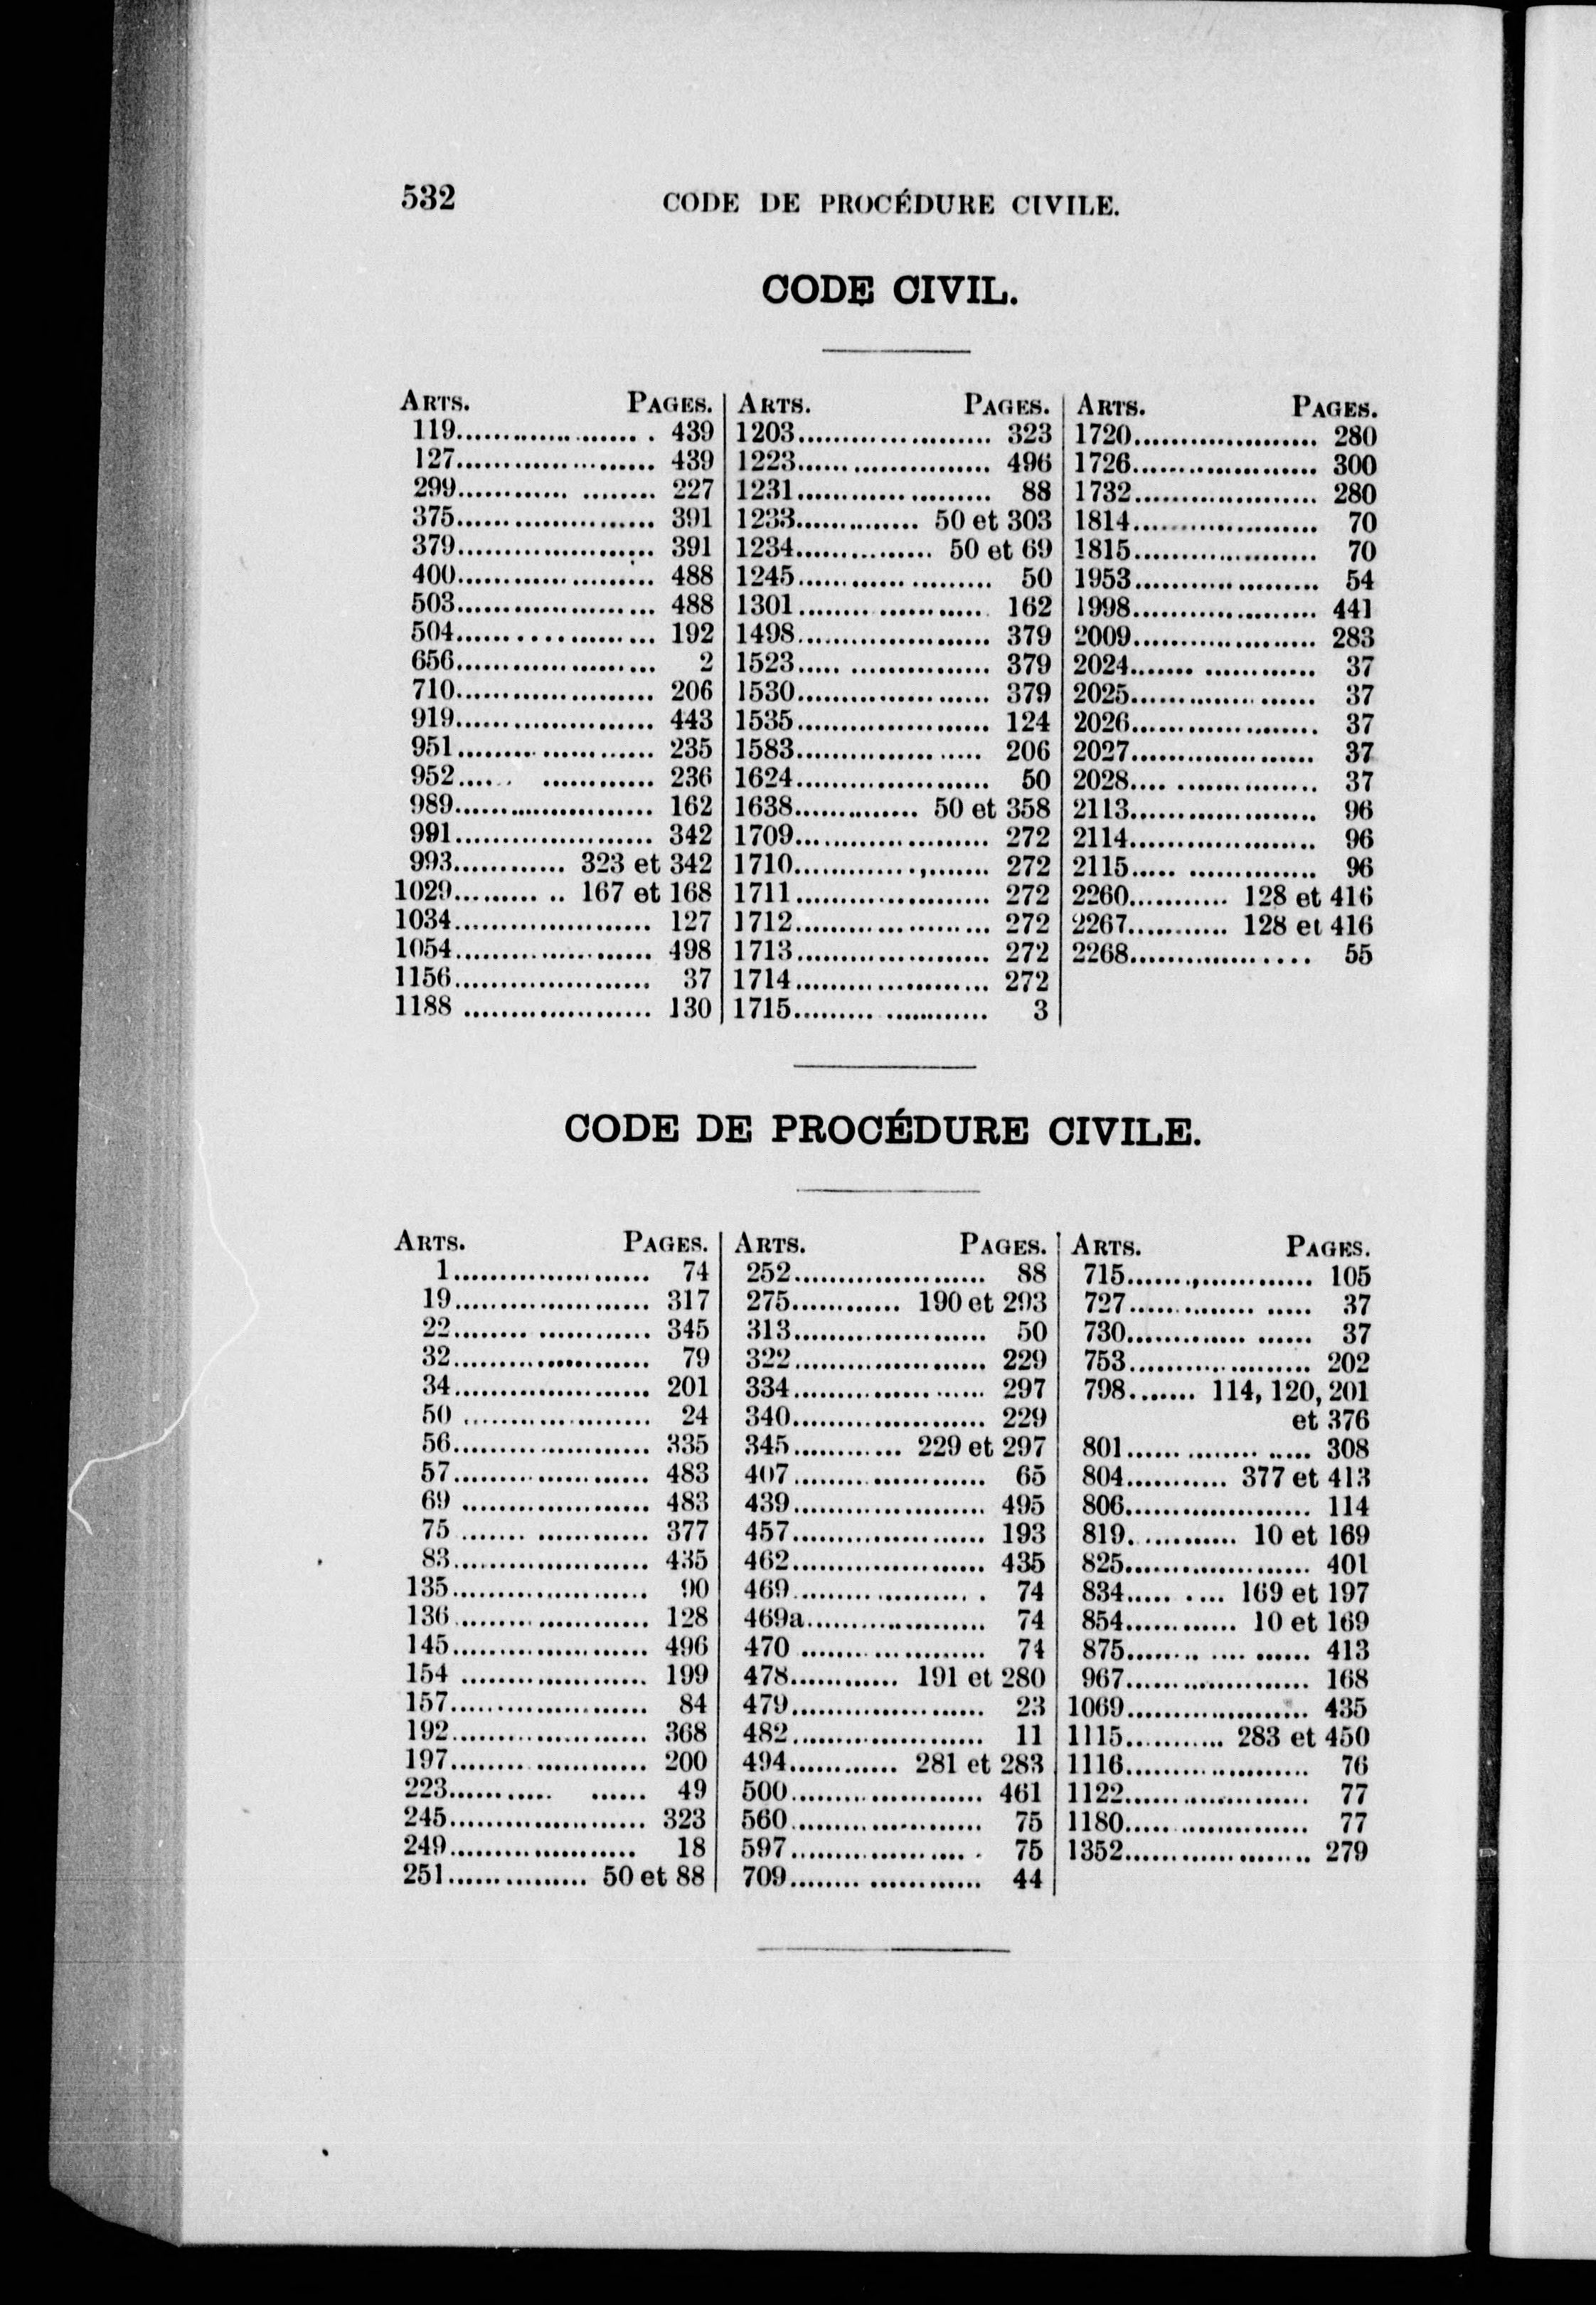 532 CODE DE PROCÉDURE CIVILE.
CODE CIVIL.
ARTS. PAGES.
119 ..................... 439
127 ..................... 439
299 ..................... 227
375 ..................... 391
379 ..................... 391
400 ..................... 488
503 ..................... 488
504 ..................... 192
656 ..................... 2
710 ..................... 206
919 ..................... 443
951 ..................... 235
952 ..................... 236
989 ..................... 162
991 ..................... 342
993 ............ 323 et 342
1029 ........... 167 et 168
1034 ..................... 127
1054 ..................... 498
1156 ..................... 37
1188 ..................... 130
ARTS. PAGES.
1203 ..................... 323
1223 ..................... 496
1231 ..................... 88
1233 .............. 50 et 303
1234 ............... 50 et 69
1245 ..................... 50
1301 ..................... 162
1498 ..................... 379
1523 ..................... 379
1530 ..................... 379
1535 ..................... 124
1583 ..................... 206
1624 ..................... 50
1638 .............. 50 et 358
1709 ..................... 272
1710 ..................... 272
1711 ..................... 272
1712 ..................... 272
1713 ..................... 272
1714 ..................... 272
1715 ..................... 3
ARTS. PAGES.
1720 .................... 280
1726 .................... 300
1732 .................... 280
1814 .................... 70
1815 .................... 70
1953 .................... 54
1998 .................... 441
2009 .................... 283
2024 .................... 37
2025 .................... 37
2026 .................... 37
2027 .................... 37
2028 .................... 37
2113 .................... 96
2114 .................... 96
2115 .................... 96
2260 ........... 128 et 416
2267 ........... 128 et 416
2268 .................... 55
CODE DE PROCÉDURE CIVILE.
ARTS. PAGES.
1 ..................... 74
19 ..................... 317
22 ..................... 345
32 ..................... 79
34 ..................... 201
50 ..................... 24
56 ..................... 335
57 ..................... 483
69 ..................... 483
75 ..................... 377
83 ..................... 435
135 ..................... 90
136 ..................... 128
145 ..................... 496
154 ..................... 199
157 ..................... 84
192 ..................... 368
197 ..................... 200
223 ..................... 49
245 ..................... 323
249 .................... 18
251 ............... 50 et 88
ARTS. PAGES.
252 ..................... 88
275 ............ 190 et 293
313 ..................... 50
322 ..................... 229
334 ..................... 297
340 ..................... 229
345 ............ 229 et 297
407 ..................... 65
439 ..................... 495
457 ..................... 193
462 ..................... 435
469 ..................... 74
469a .................... 74
470 ..................... 74
478 ............ 191 et 280
479 ..................... 23
482 ..................... 11
494 ............ 281 et 283
500 ..................... 461
560 ..................... 75
597 ..................... 75
709 ..................... 44
ARTS. PAGES.
715 .................... 105
727 .................... 37
730 .................... 37
753 .................... 202
798 ........ 114, 120, 201
et 376
801 .................... 308
804 ........... 377 et 413
806 .................... 114
819 ............ 10 et 169
825 .................... 401
834 .......... 169 et 197
854 ............ 10 et 169
875 .................... 413
967 .................... 168
1069 .................... 435
1115 ........... 283 et 450
1116 .................... 76
1122 .................... 77
1180 .................... 77
1352 .................... 279